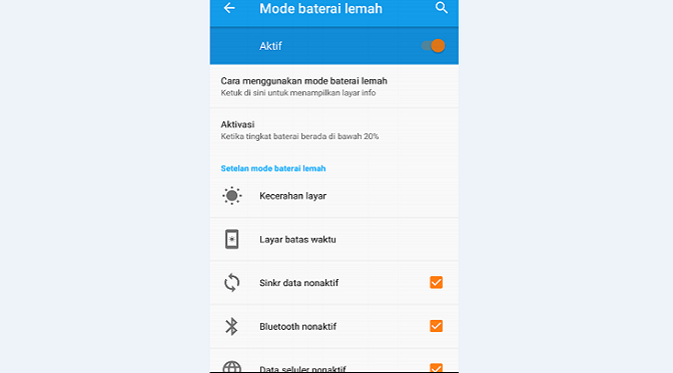 Mode baterai lemah
Aktif
Cara menggunakan mode baterai lemah
Ketuk di sini untuk menampilkan layar info
Aktivasi
Ketika tingkat baterai berada di bawah 20%
Setelan mode baterai lemah
Kecerahan layar
Layar batas waktu
Sinkr data nonaktif
Bluetooth nonaktif
Data seluler nonaktif